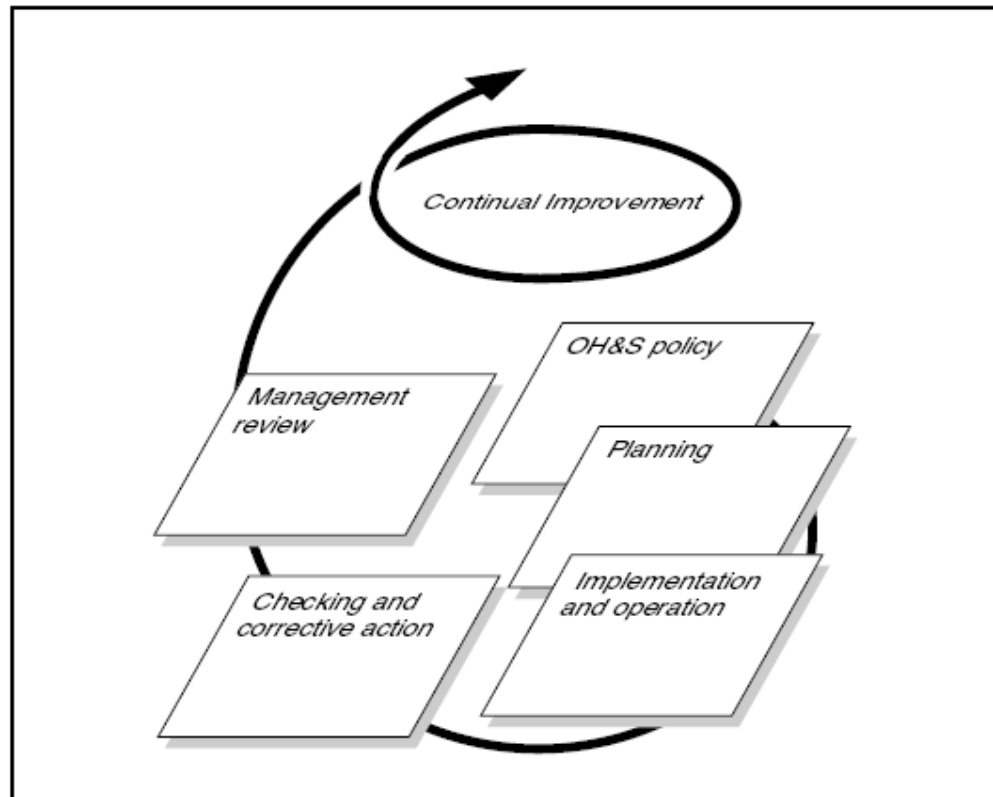 Continual Improvement
OH&S policy
Management
review
Planning
Implementation
and operation
Checking and
corrective action